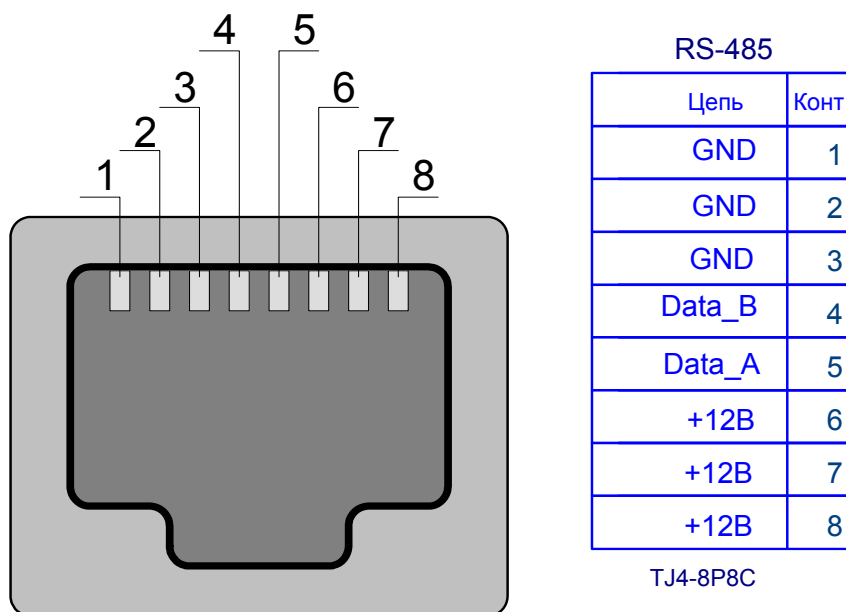 4 5
3 6
2 7
1 8
RS-485
Цепь Конт
GND 1
GND 2
GND 3
Data_B 4
Data_A 5
+12В 6
+12В 7
+12В 8
TJ4-8P8C